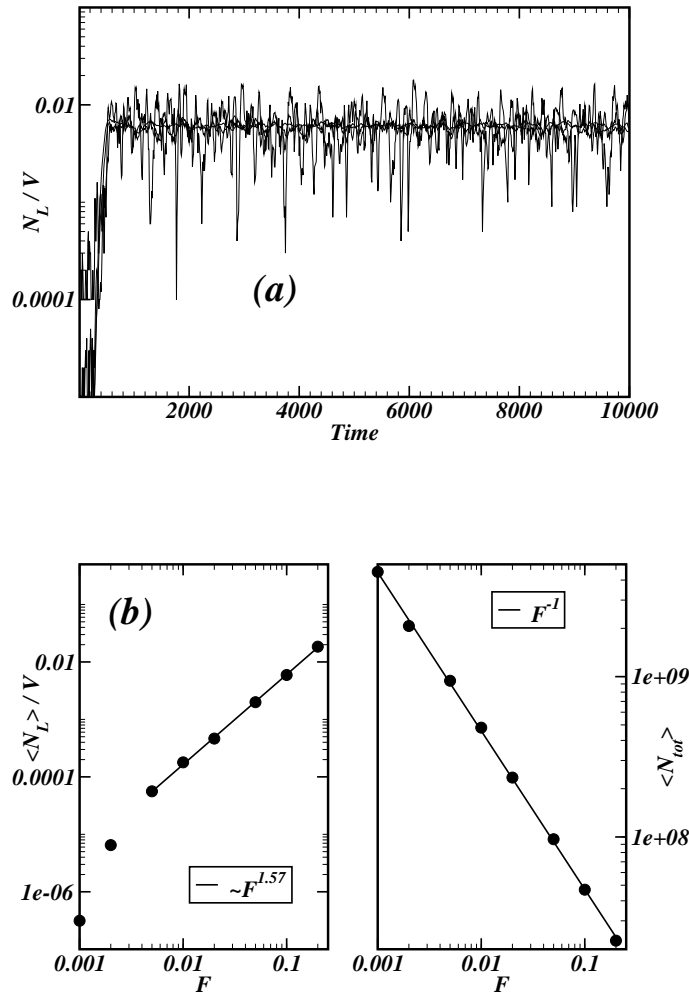 0.01
0.0001
N_L / V
(a)
2000 4000 6000 8000 10000
Time
(b)
0.01
0.0001
1e-06
<N_L> / V
~F^1.57
0.001 0.01 0.1
F
F^-1
1e+09
1e+08
<N_tot>
0.001 0.01 0.1
F